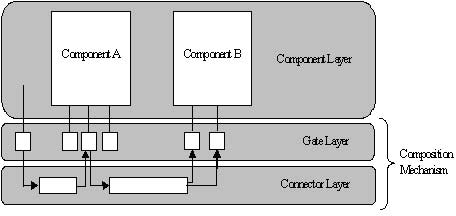 Component A
Component B
Component Layer
Gate Layer
Composition
Mechanism
Connector Layer